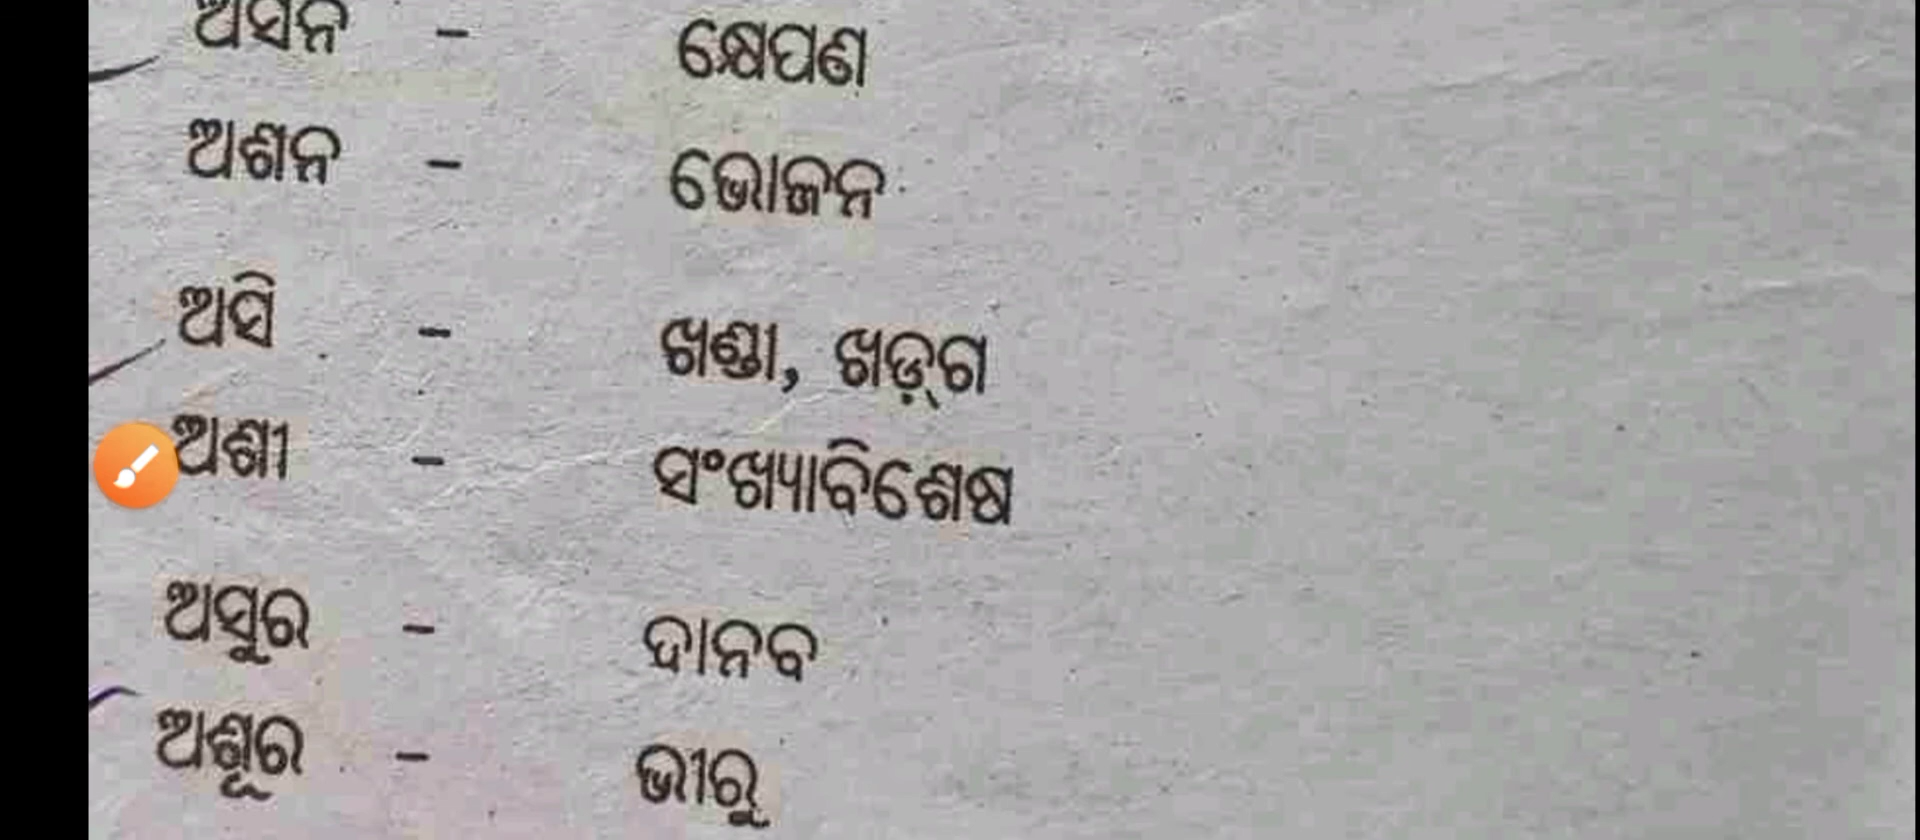 ଅସନ - କ୍ଷେପଣ
ଅଶନ - ଭୋଜନ
ଅସି - ଖଣ୍ଡା, ଖଡ଼୍‌ଗ
ଅଶୀ - ସଂଖ୍ୟାବିଶେଷ
ଅସୁର - ଦାନବ
ଅଶୂର - ଭୀରୁ